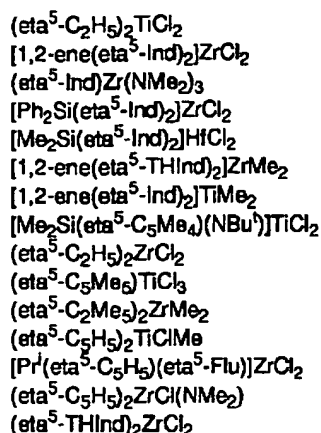 (eta⁵-C₂H₅)₂TiCl₂
[1,2-ene(eta⁵-Ind)₂]ZrCl₂
(eta⁵-Ind)Zr(NMe₂)₃
[Ph₂Si(eta⁵-Ind)₂]ZrCl₂
[Me₂Si(eta⁵-Ind)₂]HfCl₂
[1,2-ene(eta⁵-THInd)₂]ZrMe₂
[1,2-ene(eta⁵-Ind)₂]TiMe₂
[Me₂Si(eta⁵-C₅Me₄)(NBuᵗ)]TiCl₂
(eta⁵-C₂H₅)₂ZrCl₂
(eta⁵-C₅Me₆)TiCl₃
(eta⁵-C₂Me₅)₂ZrMe₂
(eta⁵-C₅H₅)₂TiClMe
[Prⁱ(eta⁵-C₅H₅)(eta⁵-Flu)]ZrCl₂
(eta⁵-C₅H₅)₂ZrCl(NMe₂)
(eta⁵-THInd)₂ZrCl₂